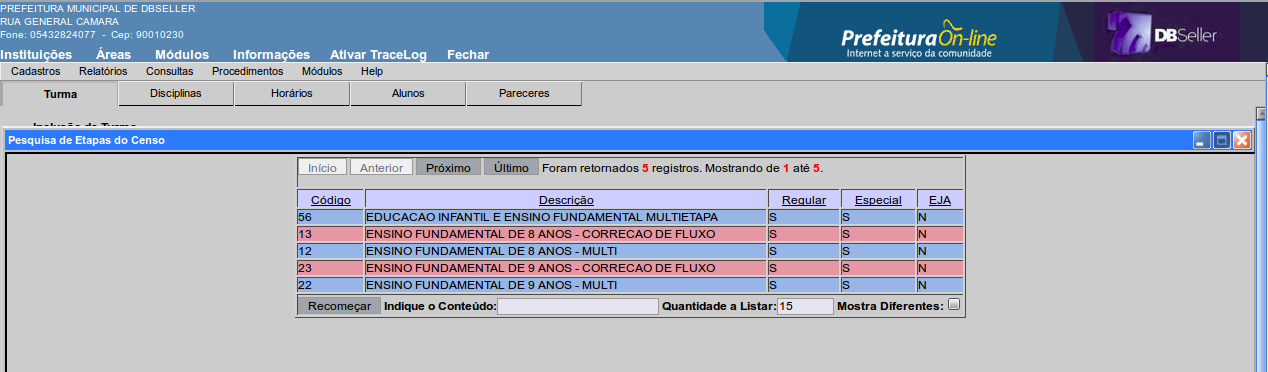 PREFEITURA MUNICIPAL DE DBSELLER
RUA GENERAL CAMARA
Fone: 05432824077 - Cep: 90010230
Instituições Áreas Módulos Informações Ativar TraceLog Fechar
PrefeituraOn-line
Internet a serviço da comunidade
DBSeller
Cadastros Relatórios Consultas Procedimentos Módulos Help
Turma Disciplinas Horários Alunos Pareceres
Inclusão de Turma
Pesquisa de Etapas do Censo
Início Anterior Próximo Último Foram retornados 5 registros. Mostrando de 1 até 5.
Código Descrição Regular Especial EJA
56 EDUCACAO INFANTIL E ENSINO FUNDAMENTAL MULTIETAPA S S N
13 ENSINO FUNDAMENTAL DE 8 ANOS - CORRECAO DE FLUXO S S N
12 ENSINO FUNDAMENTAL DE 8 ANOS - MULTI S S N
23 ENSINO FUNDAMENTAL DE 9 ANOS - CORRECAO DE FLUXO S S N
22 ENSINO FUNDAMENTAL DE 9 ANOS - MULTI S S N
Recomeçar Indique o Conteúdo: Quantidade a Listar: 15 Mostra Diferentes: